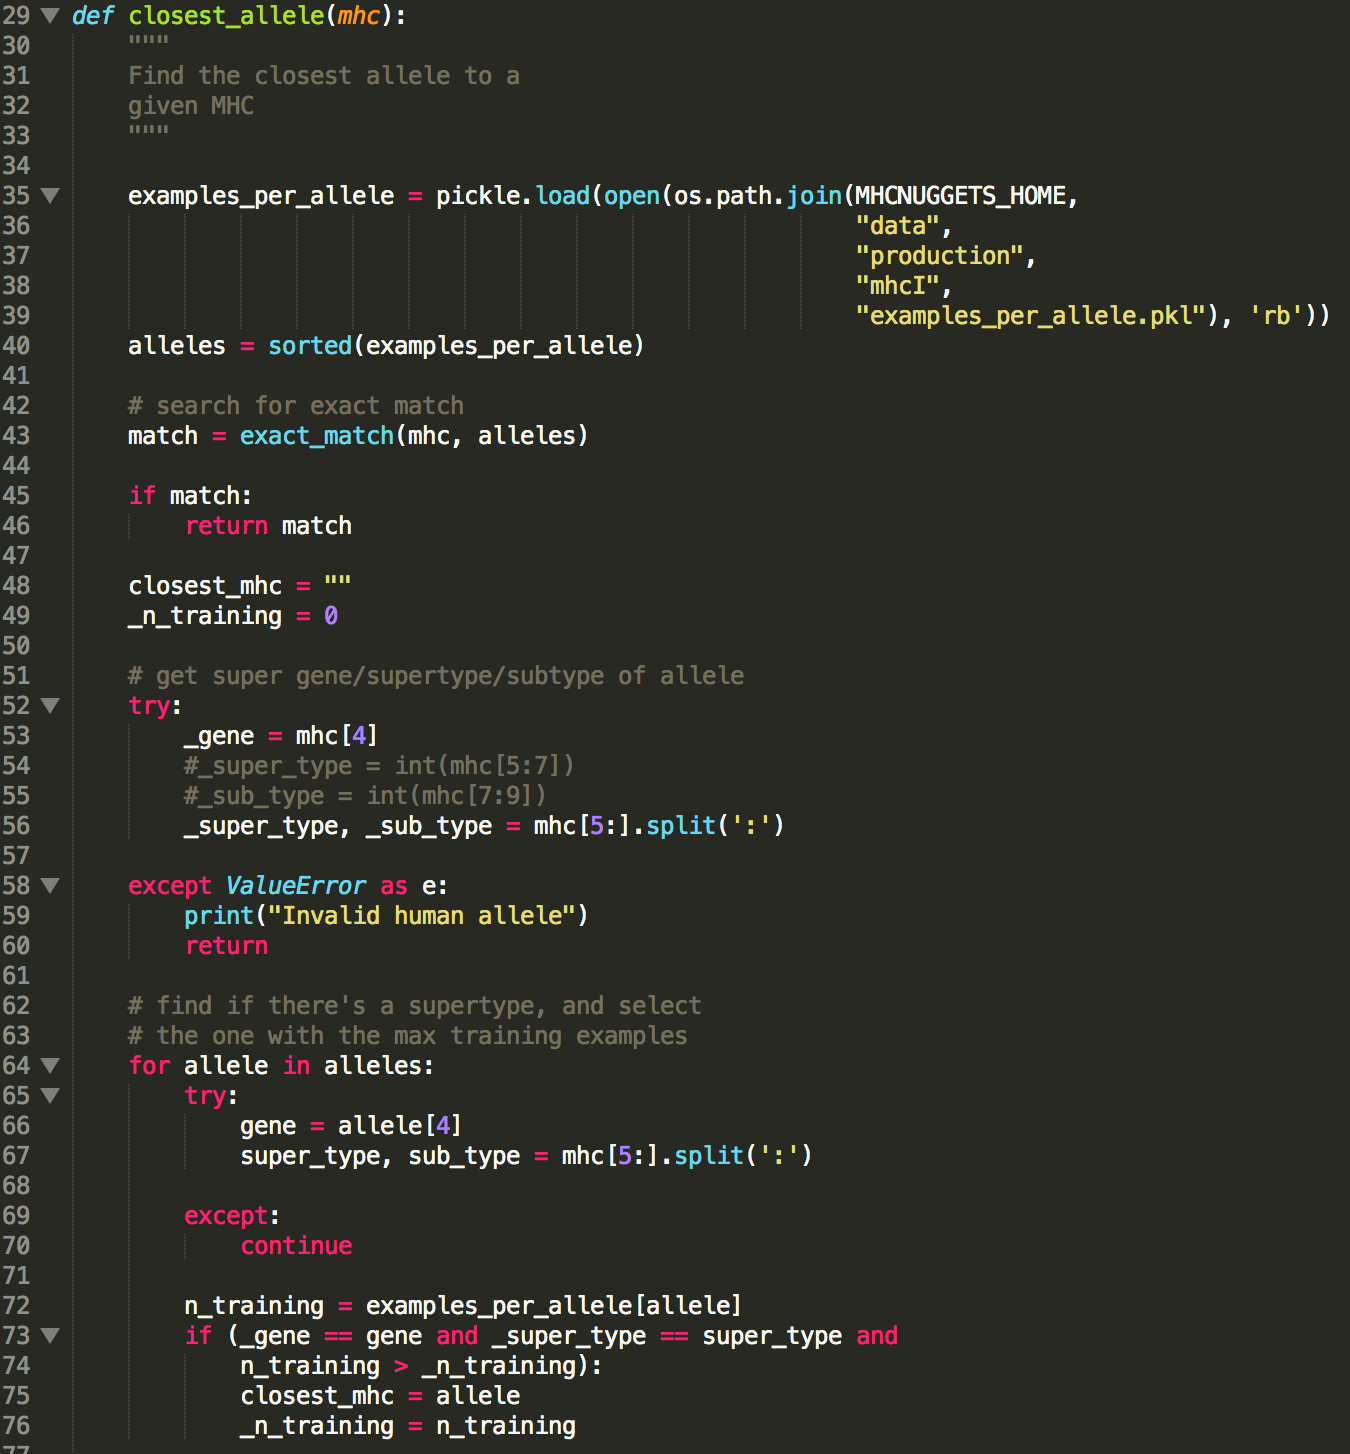 29 def closest_allele(mhc):
30     """
31     Find the closest allele to a
32     given MHC
33     """
34
35     examples_per_allele = pickle.load(open(os.path.join(MHCNUGGETS_HOME,
36                                                         "data",
37                                                         "production",
38                                                         "mhcI",
39                                                         "examples_per_allele.pkl"), 'rb'))
40     alleles = sorted(examples_per_allele)
41
42     # search for exact match
43     match = exact_match(mhc, alleles)
44
45     if match:
46         return match
47
48     closest_mhc = ""
49     _n_training = 0
50
51     # get super gene/supertype/subtype of allele
52     try:
53         _gene = mhc[4]
54         #_super_type = int(mhc[5:7])
55         #_sub_type = int(mhc[7:9])
56         _super_type, _sub_type = mhc[5:].split(':')
57
58     except ValueError as e:
59         print("Invalid human allele")
60         return
61
62     # find if there's a supertype, and select
63     # the one with the max training examples
64     for allele in alleles:
65         try:
66             gene = allele[4]
67             super_type, sub_type = mhc[5:].split(':')
68
69         except:
70             continue
71
72         n_training = examples_per_allele[allele]
73         if (_gene == gene and _super_type == super_type and
74             n_training > _n_training):
75             closest_mhc = allele
76             _n_training = n_training
77